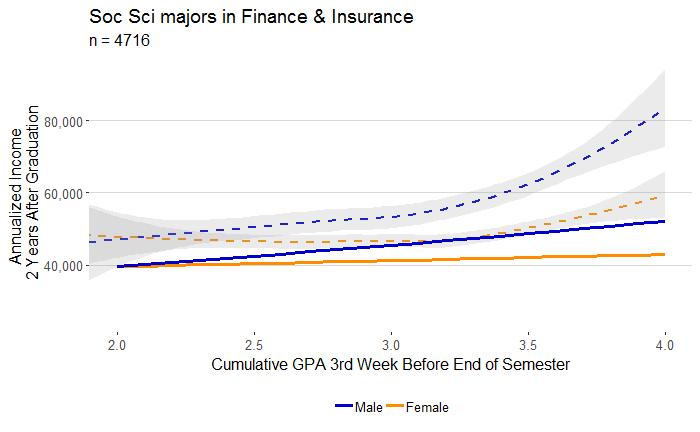 Soc Sci majors in Finance & Insurance
n = 4716
Annualized Income
2 Years After Graduation
80,000
60,000
40,000
2.0 2.5 3.0 3.5 4.0
Cumulative GPA 3rd Week Before End of Semester
Male Female